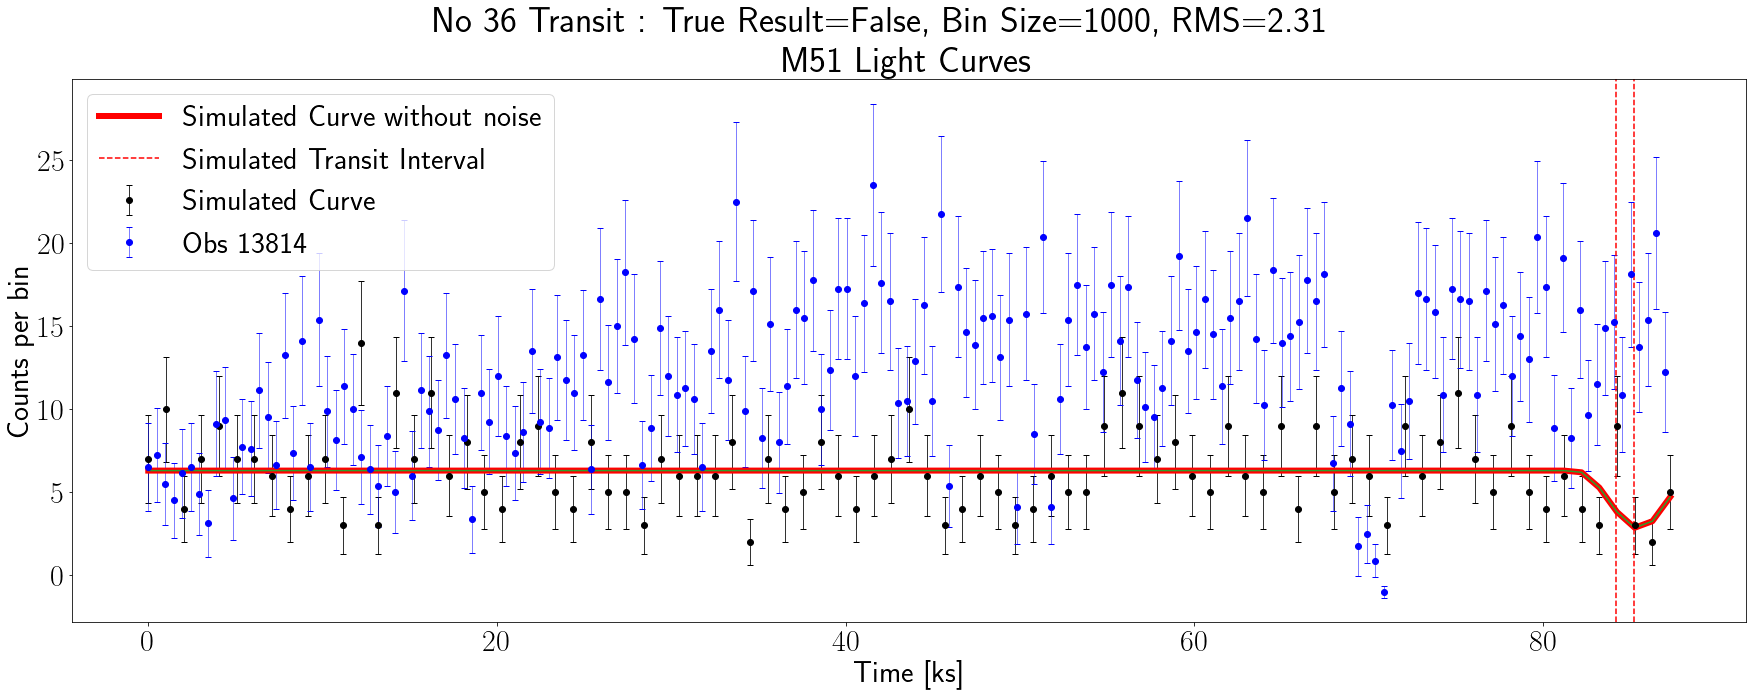 No 36 Transit : True Result=False, Bin Size=1000, RMS=2.31
M51 Light Curves
Simulated Curve without noise
Simulated Transit Interval
Simulated Curve
Obs 13814
Counts per bin
25
20
15
10
5
0
0 20 40 60 80
Time [ks]